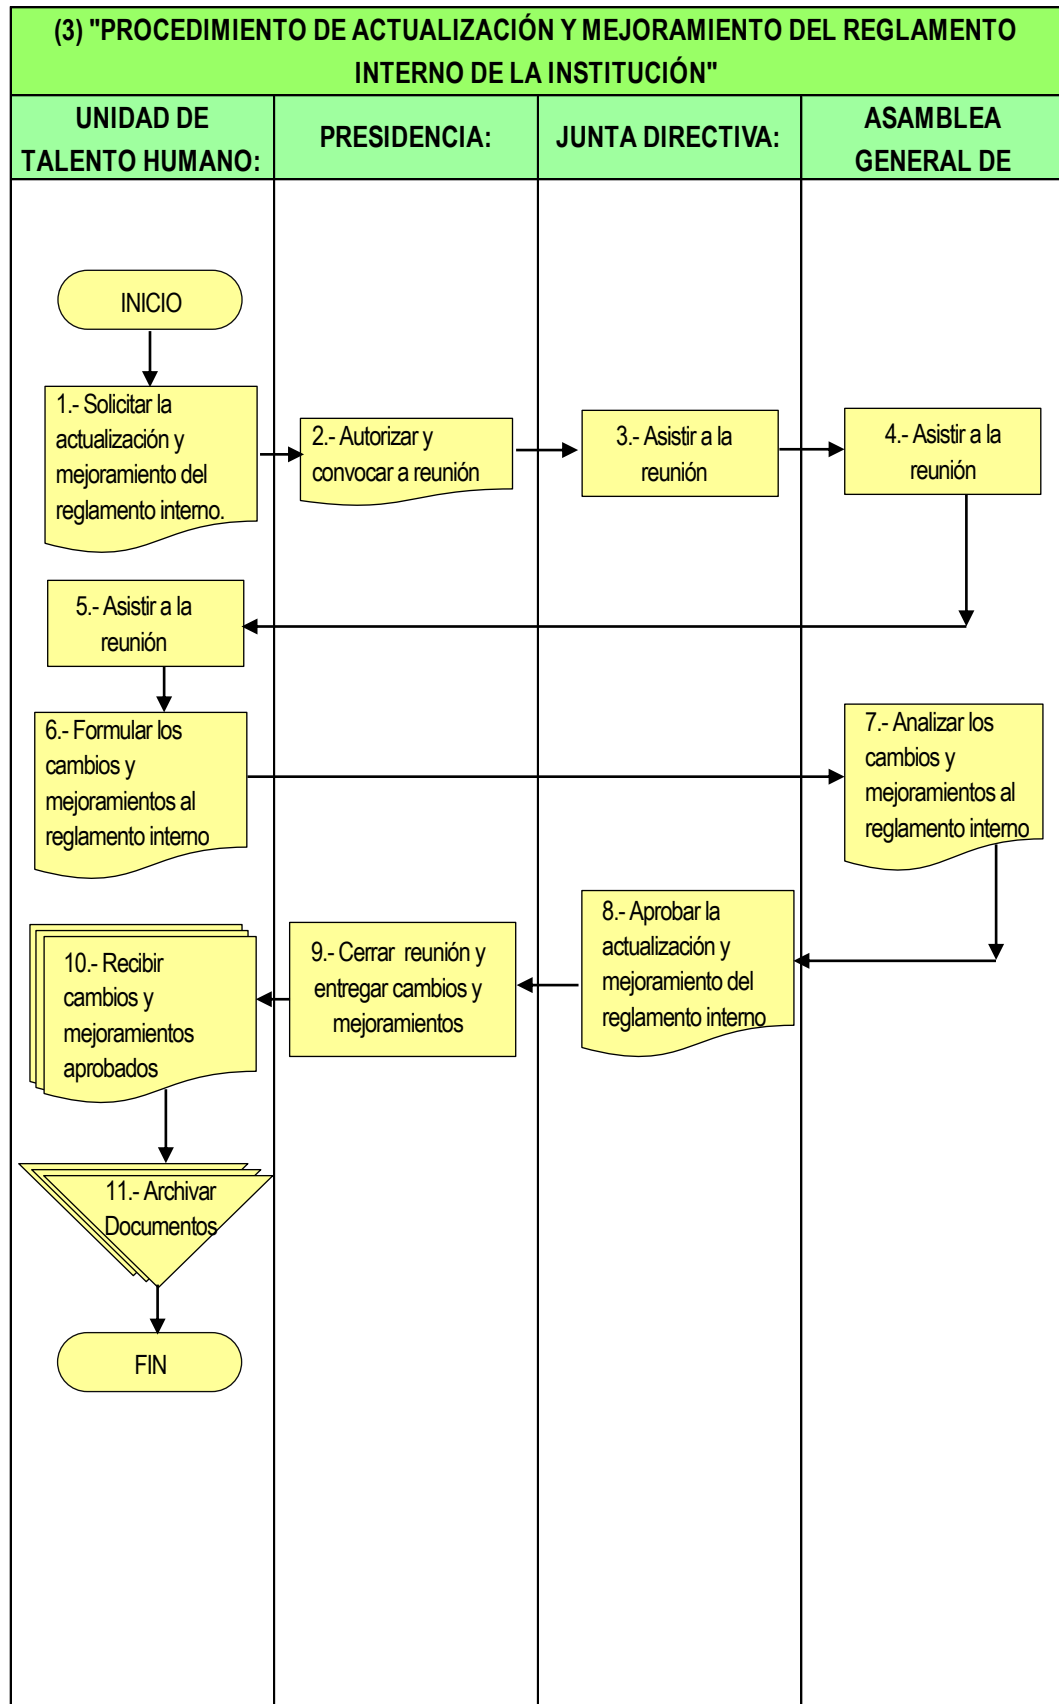 (3) "PROCEDIMIENTO DE ACTUALIZACIÓN Y MEJORAMIENTO DEL REGLAMENTO
INTERNO DE LA INSTITUCIÓN"
UNIDAD DE
TALENTO HUMANO:
PRESIDENCIA:
JUNTA DIRECTIVA:
ASAMBLEA
GENERAL DE
INICIO
1.- Solicitar la
actualización y
mejoramiento del
reglamento interno.
2.- Autorizar y
convocar a reunión
3.- Asistir a la
reunión
4.- Asistir a la
reunión
5.- Asistir a la
reunión
6.- Formular los
cambios y
mejoramientos al
reglamento interno
7.- Analizar los
cambios y
mejoramientos al
reglamento interno
8.- Aprobar la
actualización y
mejoramiento del
reglamento interno
9.- Cerrar reunión y
entregar cambios y
mejoramientos
10.- Recibir
cambios y
mejoramientos
aprobados
11.- Archivar
Documentos
FIN